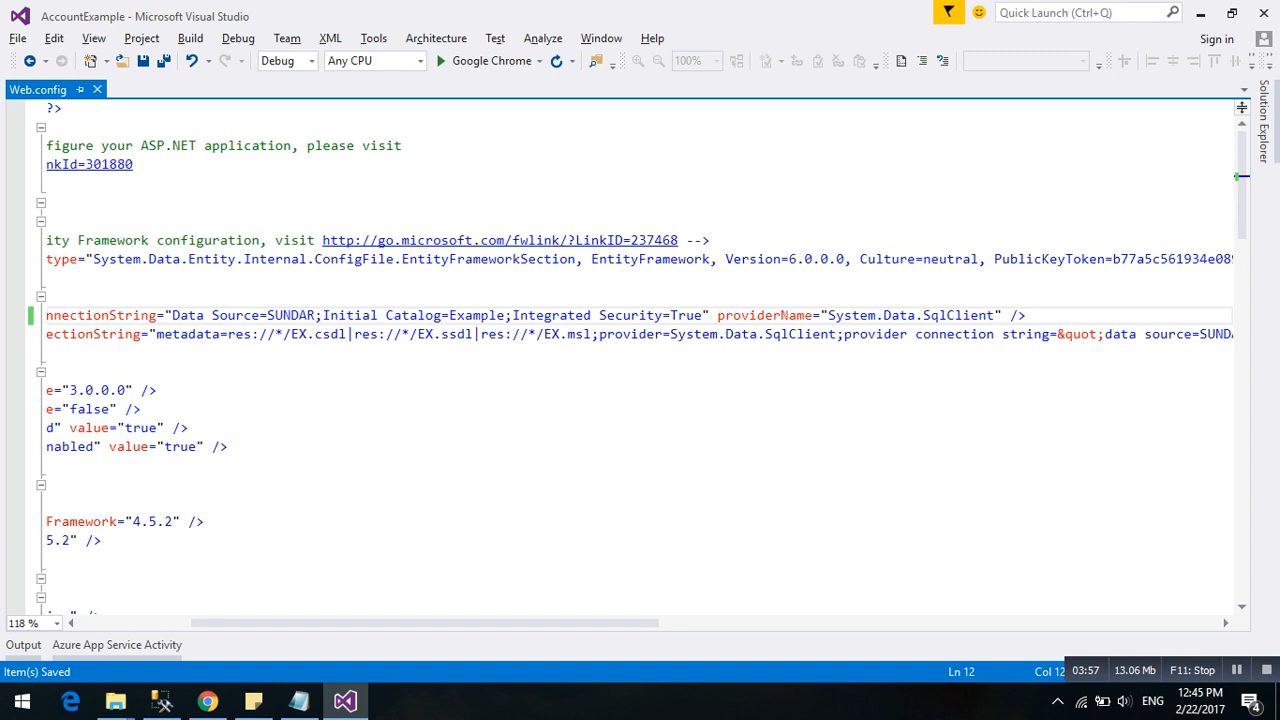 AccountExample - Microsoft Visual Studio
Quick Launch (Ctrl+Q)
File Edit View Project Build Debug Team XML Tools Architecture Test Analyze Window Help
Sign in
Debug Any CPU Google Chrome 100%
Web.config
Solution Explorer
?>
figure your ASP.NET application, please visit
nkId=301880
ity Framework configuration, visit http://go.microsoft.com/fwlink/?LinkID=237468 -->
type="System.Data.Entity.Internal.ConfigFile.EntityFrameworkSection, EntityFramework, Version=6.0.0.0, Culture=neutral, PublicKeyToken=b77a5c561934e089
nnectionString="Data Source=SUNDAR;Initial Catalog=Example;Integrated Security=True" providerName="System.Data.SqlClient" />
ectionString="metadata=res://*/EX.csdl|res://*/EX.ssdl|res://*/EX.msl;provider=System.Data.SqlClient;provider connection string=&quot;data source=SUNDA
e="3.0.0.0" />
e="false" />
d" value="true" />
nabled" value="true" />
Framework="4.5.2" />
5.2" />
118 %
Output Azure App Service Activity
Item(s) Saved Ln 12 Col 12
03:57 13.06 Mb F11: Stop
ENG
12:45 PM
2/22/2017
4